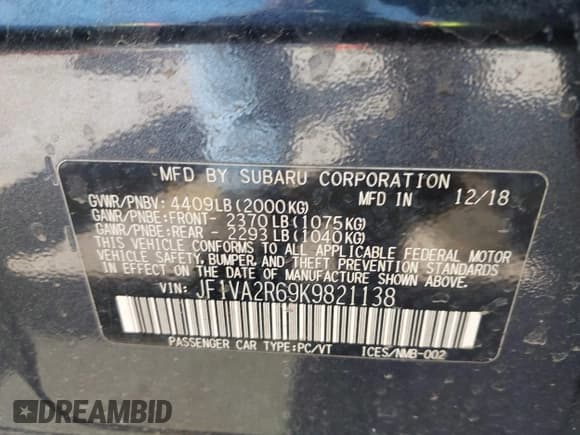 MFD BY SUBARU CORPORATION
MFD IN 12/18
GVWR/PNBV: 4409LB(2000KG)
GAWR/PNBE:FRONT- 2370LB(1075KG)
GAWR/PNBE:REAR - 2293LB(1040KG)
THIS VEHICLE CONFORMS TO ALL APPLICABLE FEDERAL MOTOR
VEHICLE SAFETY, BUMPER, AND THEFT PREVENTION STANDARDS
IN EFFECT ON THE DATE OF MANUFACTURE SHOWN ABOVE.
VIN: JF1VA2R69K9821138
PASSENGER CAR TYPE:PC/VT ICES/NMB-002
DREAMBID